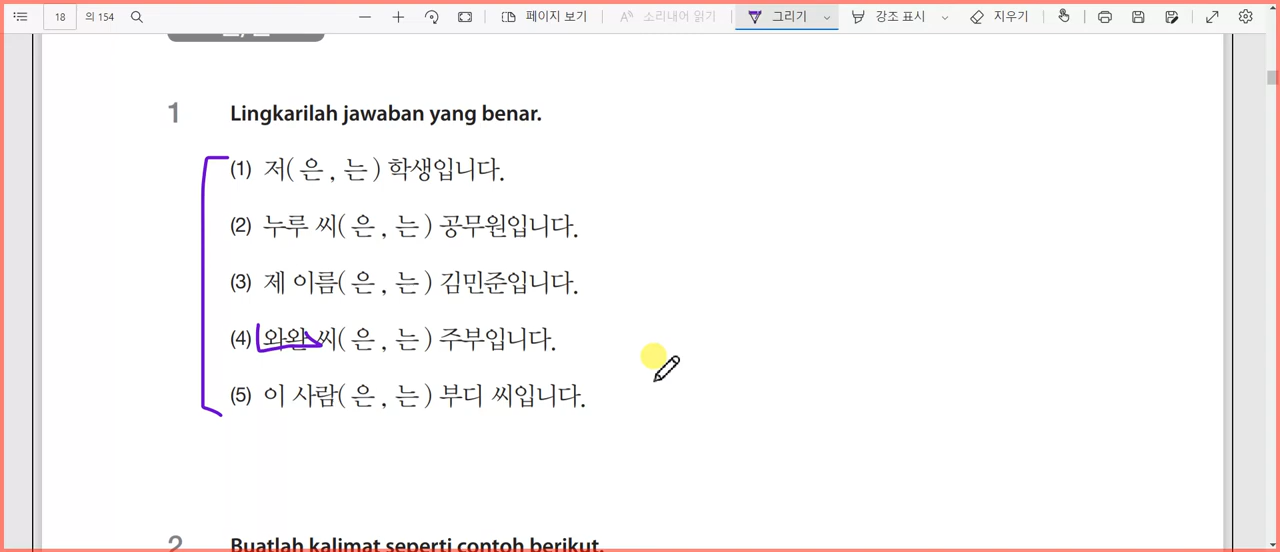 18 의 154 페이지 보기 소리내어 읽기 그리기 강조 표시 지우기
1 Lingkarilah jawaban yang benar.
(1) 저( 은 , 는 ) 학생입니다.
(2) 누루 씨( 은 , 는 ) 공무원입니다.
(3) 제 이름( 은 , 는 ) 김민준입니다.
(4) 와완 씨( 은 , 는 ) 주부입니다.
(5) 이 사람( 은 , 는 ) 부디 씨입니다.
2 Buatlah kalimat seperti contoh berikut.